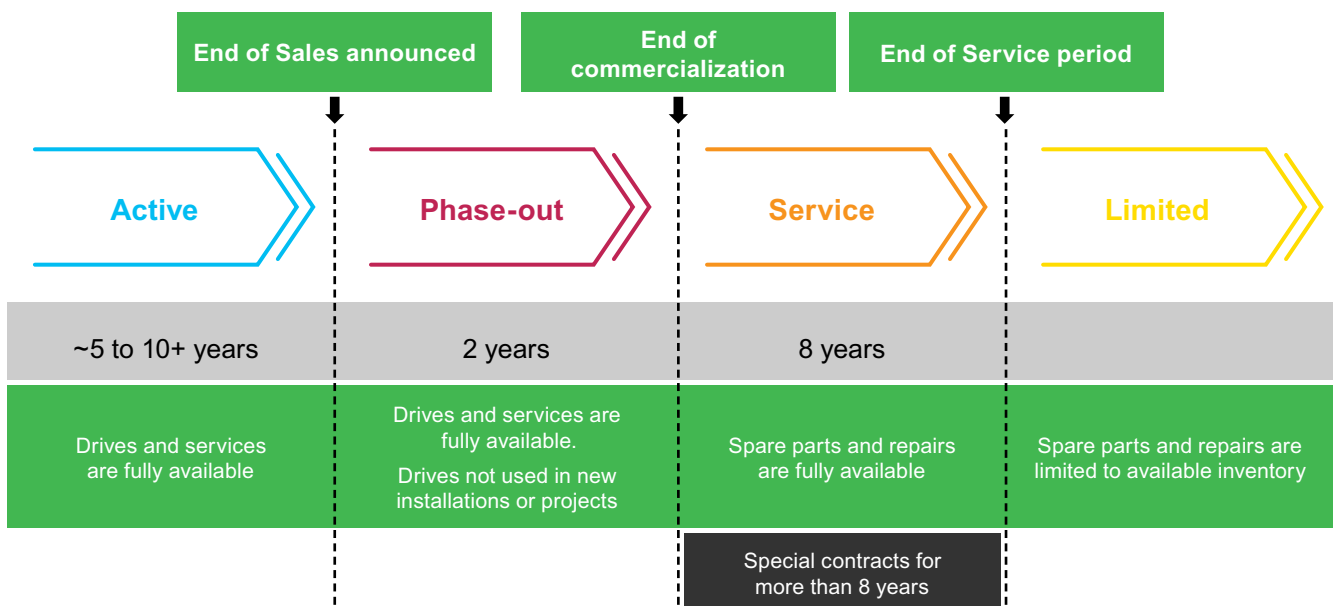 End of Sales announced
End of
commercialization
End of Service period
Active
Phase-out
Service
Limited
~5 to 10+ years
2 years
8 years
Drives and services
are fully available
Drives and services are
fully available.
Drives not used in new
installations or projects
Spare parts and repairs
are fully available
Spare parts and repairs are
limited to available inventory
Special contracts for
more than 8 years